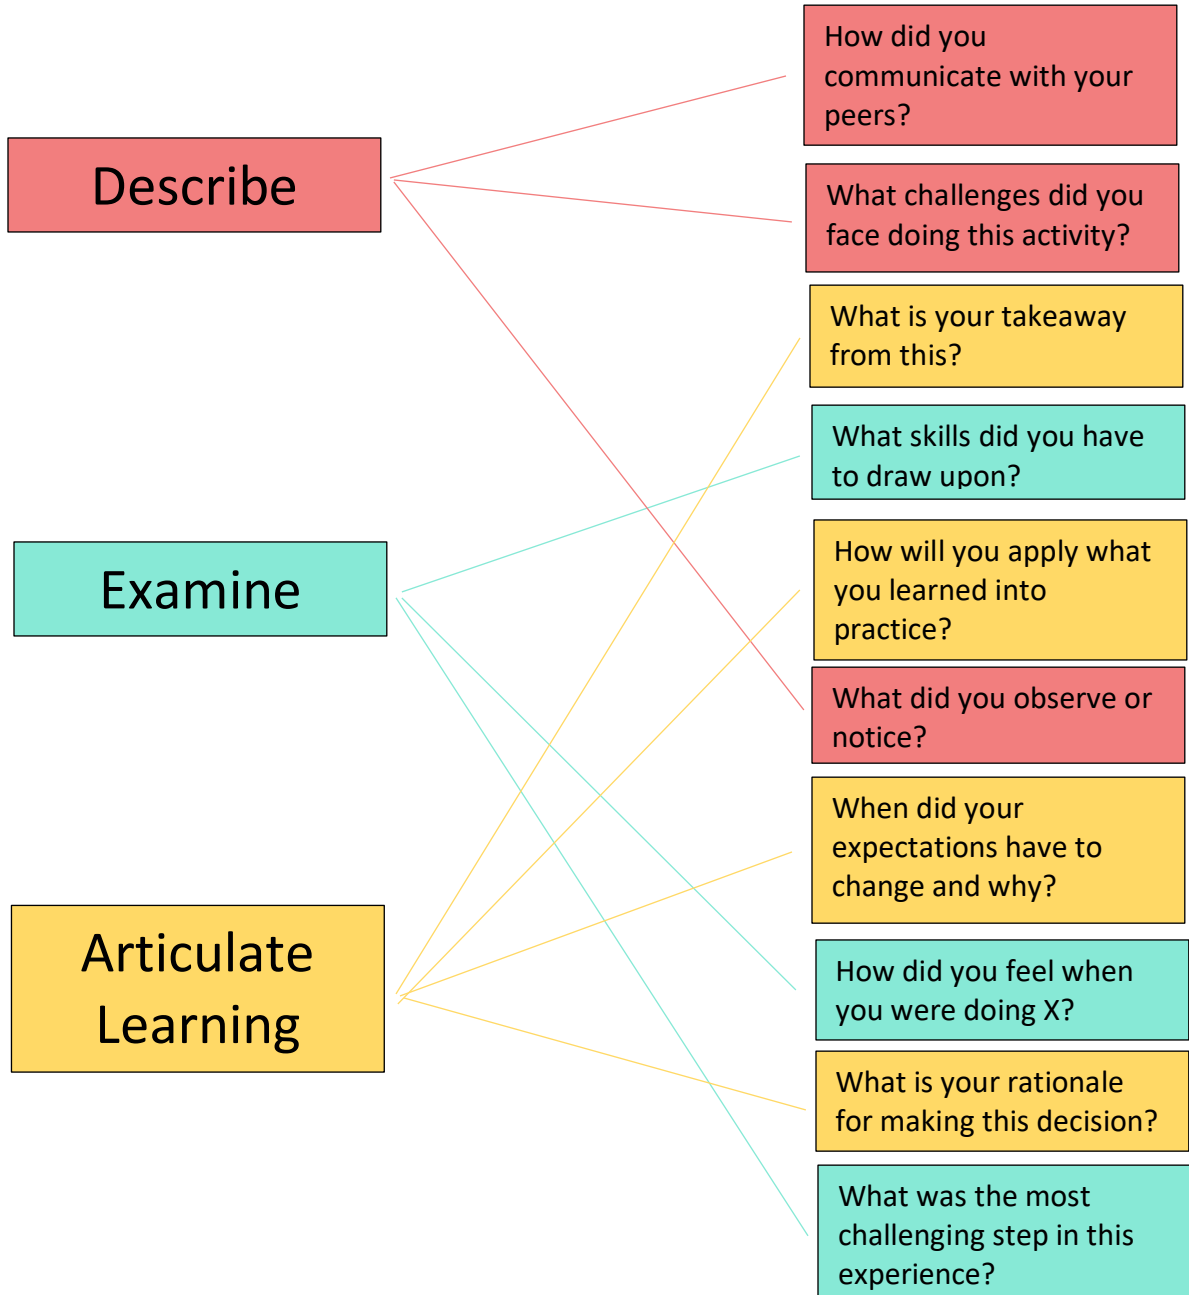 Describe
Examine
Articulate
Learning
How did you
communicate with your
peers?
What challenges did you
face doing this activity?
What is your takeaway
from this?
What skills did you have
to draw upon?
How will you apply what
you learned into
practice?
What did you observe or
notice?
When did your
expectations have to
change and why?
How did you feel when
you were doing X?
What is your rationale
for making this decision?
What was the most
challenging step in this
experience?